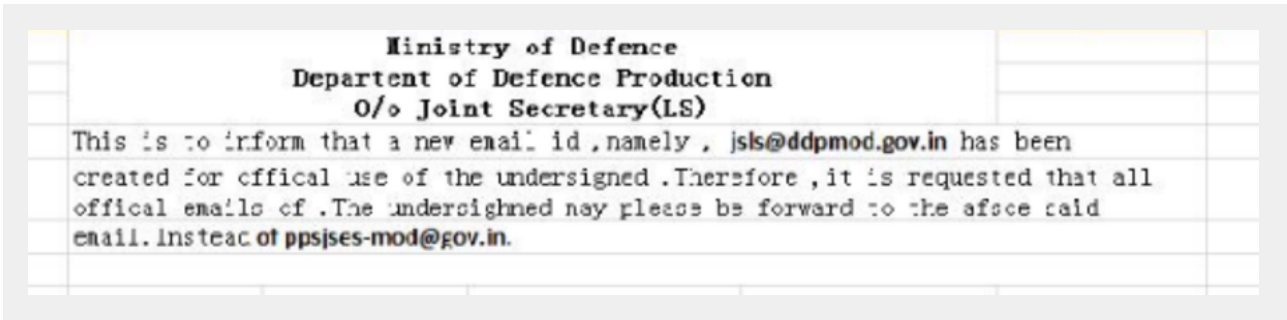 Ministry of Defence
Departent of Defence Production
O/o Joint Secretary(LS)
This is to inform that a new email id ,namely , jsls@ddpmod.gov.in has been
created for offical use of the undersigned .Therefore ,it is requested that all
offical emails of .The undersighned may please be forward to the afsce said
email.Instead of ppsjses-mod@gov.in.